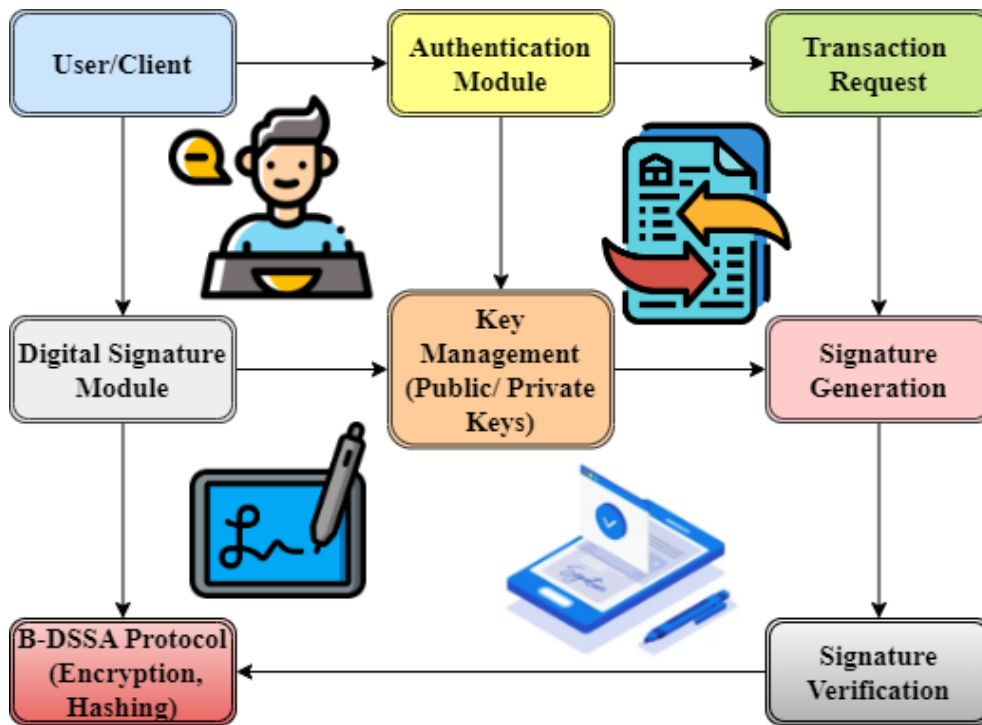 User/Client
Authentication
Module
Transaction
Request
Digital Signature
Module
Key
Management
(Public/ Private
Keys)
Signature
Generation
B-DSSA Protocol
(Encryption,
Hashing)
Signature
Verification